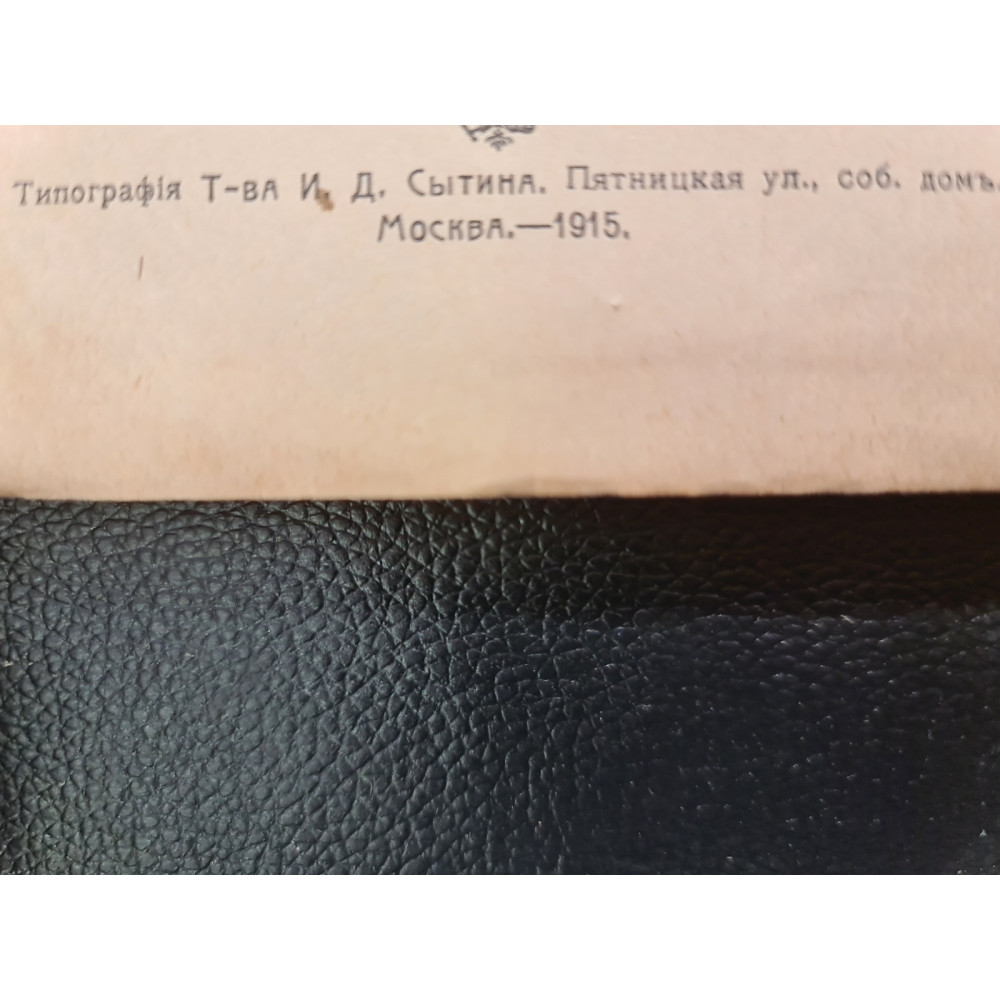 Типографія Т-ва И. Д. Сытина. Пятницкая ул., соб. домъ.
Москва.—1915.